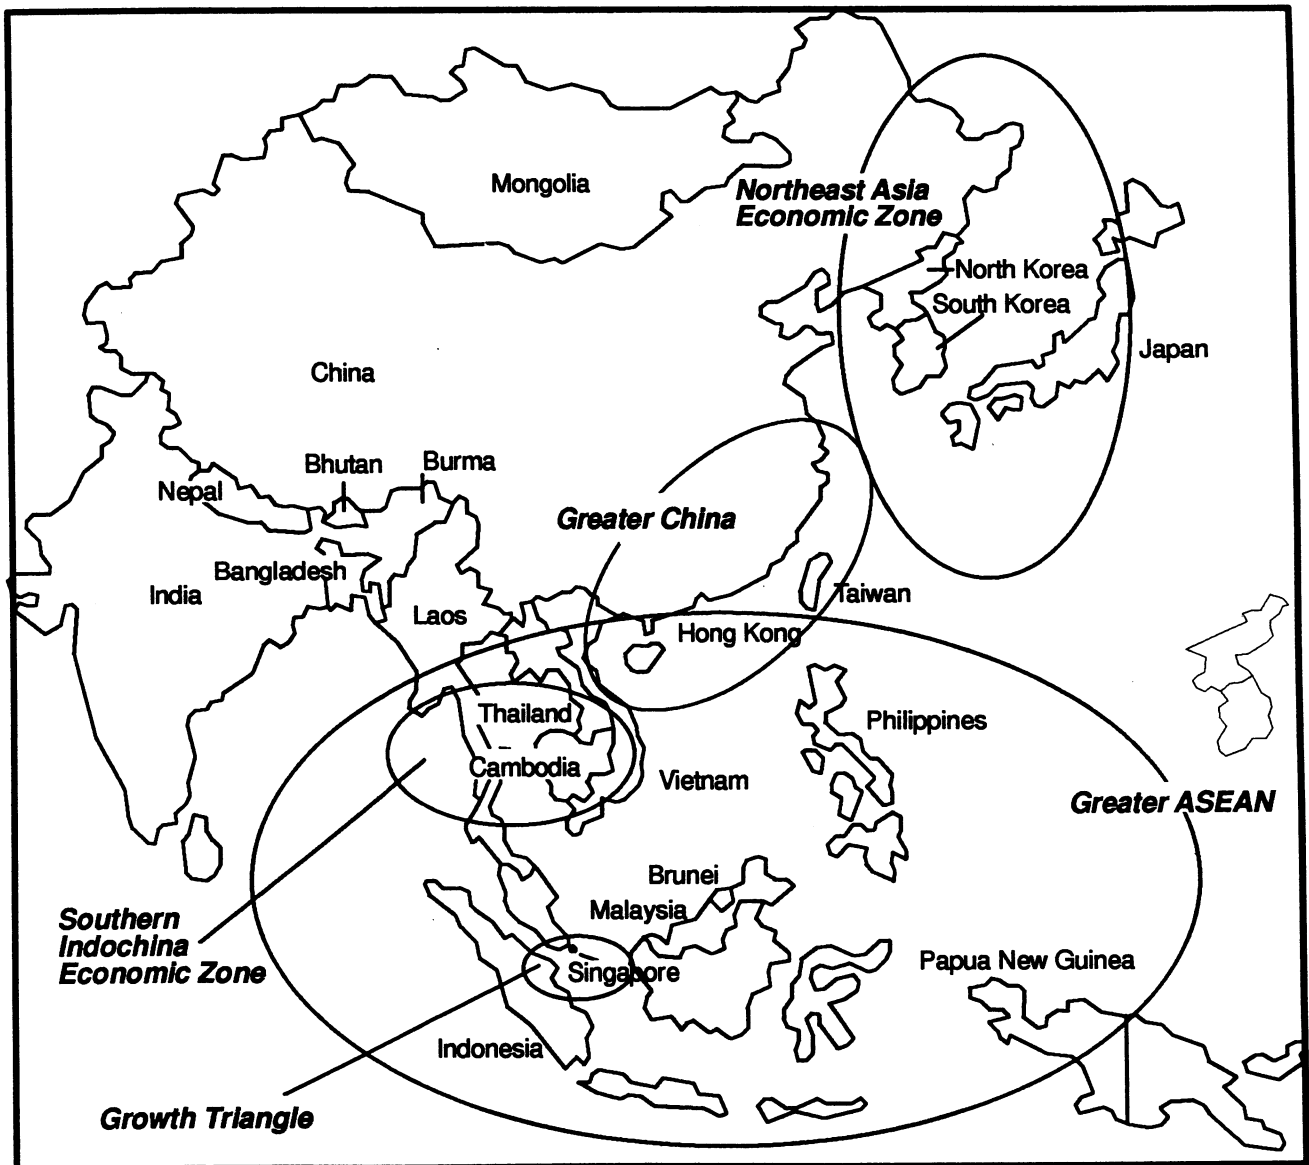 Mongolia
Northeast Asia
Economic Zone
North Korea
South Korea
Japan
China
Bhutan
Burma
Nepal
Greater China
Bangladesh
India
Taiwan
Laos
Hong Kong
Thailand
Philippines
Cambodia
Vietnam
Greater ASEAN
Brunei
Malaysia
Southern
Indochina
Economic Zone
Singapore
Papua New Guinea
Indonesia
Growth Triangle